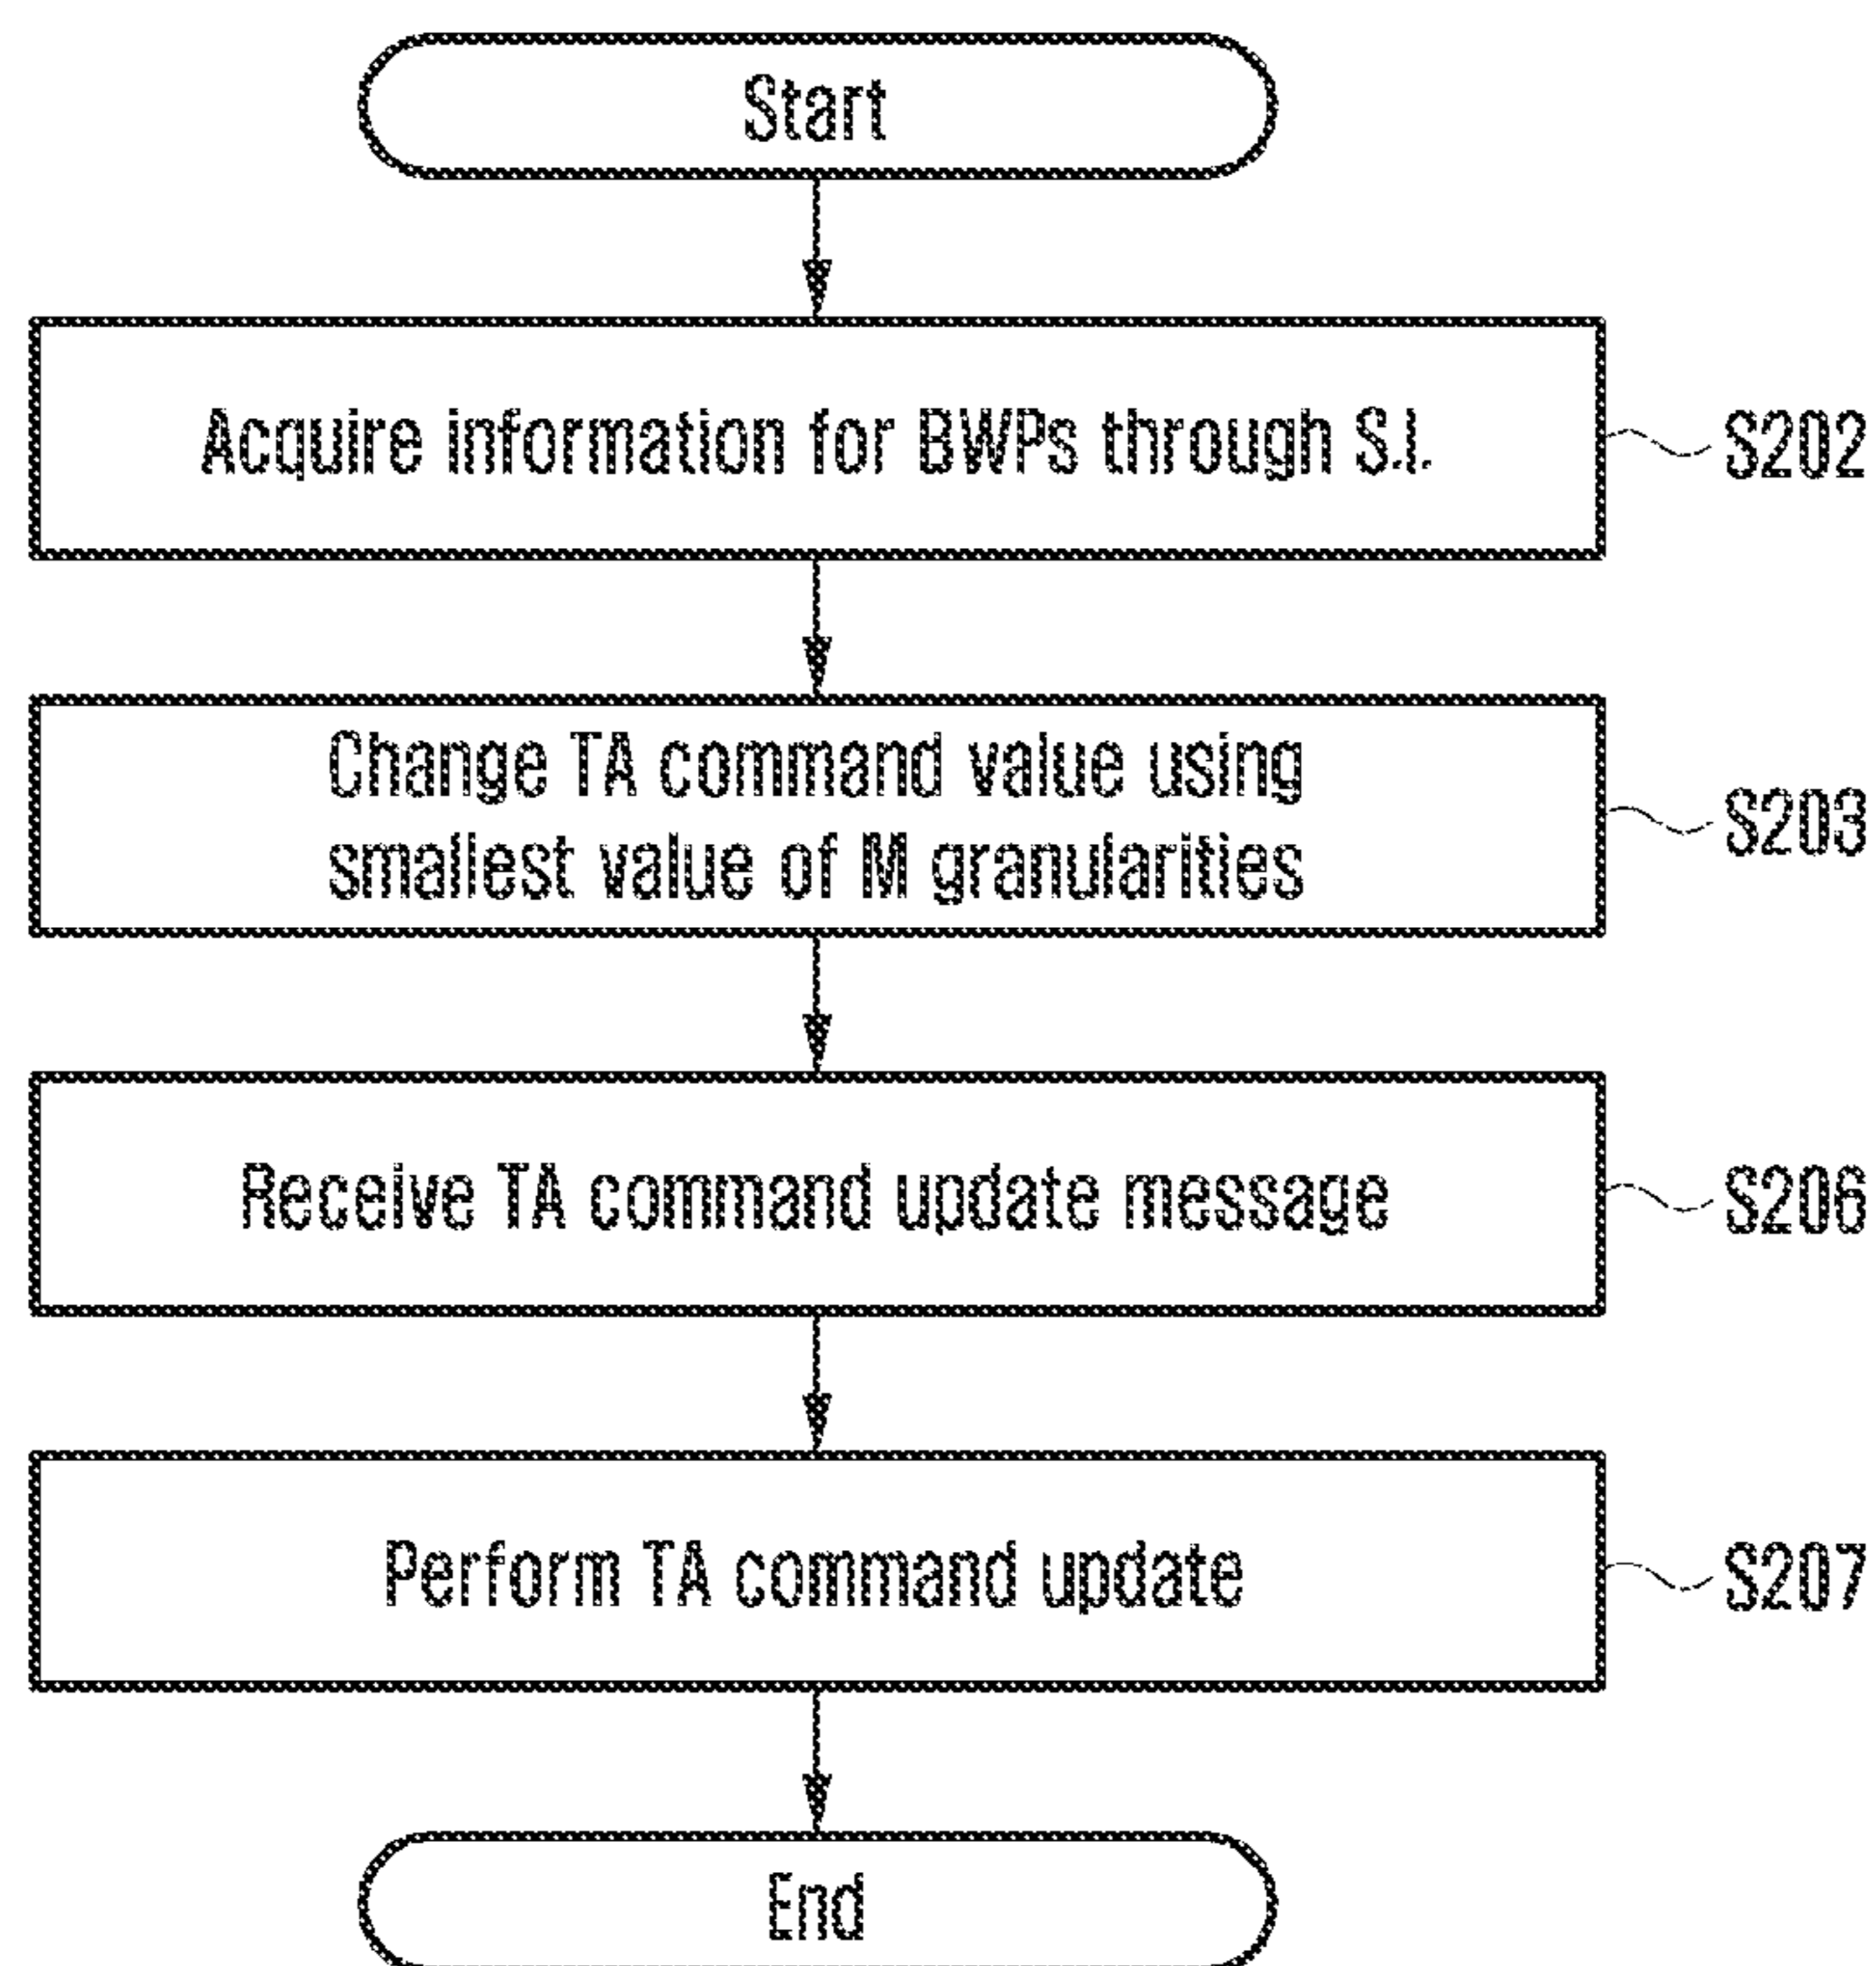 Start
Acquire information for BWPs through S.I.
S202
Change TA command value using
smallest value of M granularities
S203
Receive TA command update message
S206
Perform TA command update
S207
End